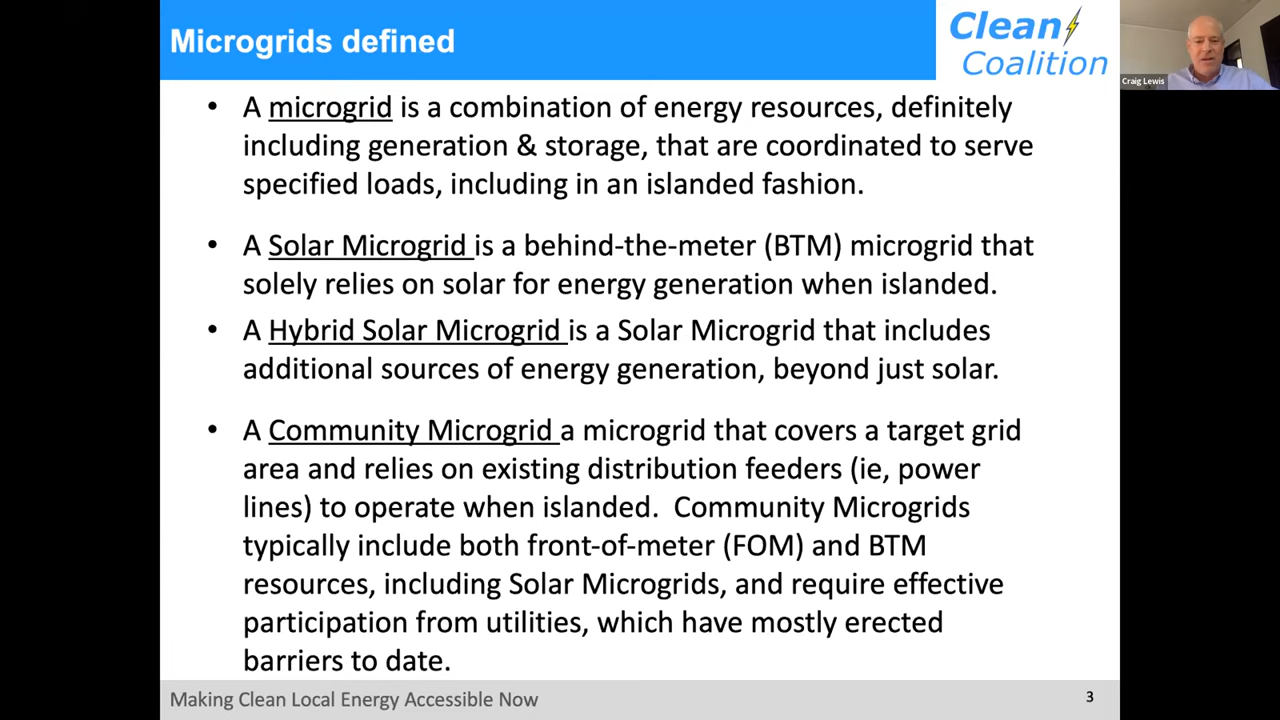 Microgrids defined
Clean
Coalition
Craig Lewis
• A microgrid is a combination of energy resources, definitely
including generation & storage, that are coordinated to serve
specified loads, including in an islanded fashion.
• A Solar Microgrid is a behind-the-meter (BTM) microgrid that
solely relies on solar for energy generation when islanded.
• A Hybrid Solar Microgrid is a Solar Microgrid that includes
additional sources of energy generation, beyond just solar.
• A Community Microgrid a microgrid that covers a target grid
area and relies on existing distribution feeders (ie, power
lines) to operate when islanded.  Community Microgrids
typically include both front-of-meter (FOM) and BTM
resources, including Solar Microgrids, and require effective
participation from utilities, which have mostly erected
barriers to date.
Making Clean Local Energy Accessible Now
3